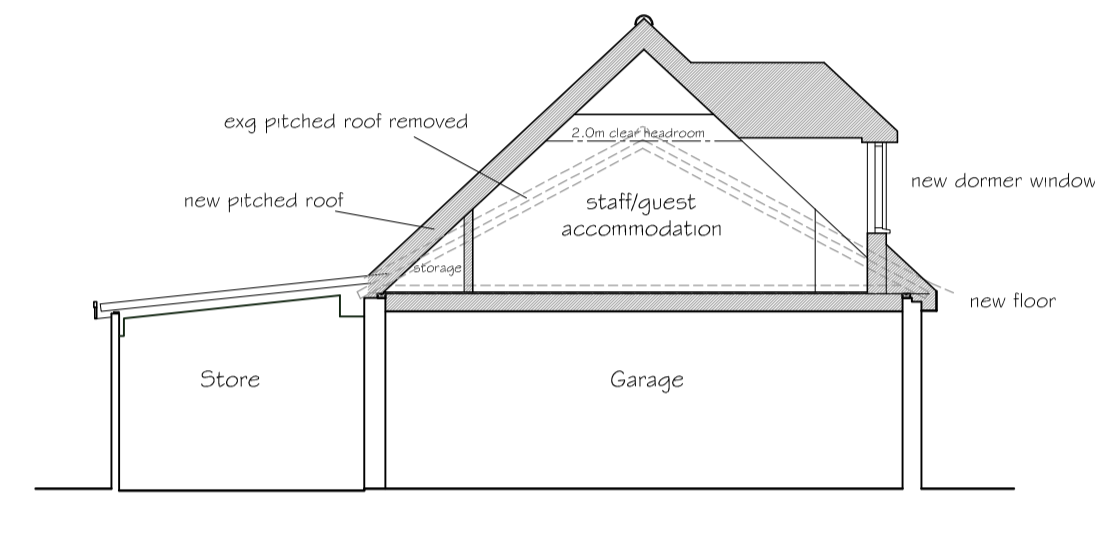 exg pitched roof removed
2.0m clear headroom
new dormer window
new pitched roof
staff/guest
accommodation
storage
new floor
Store
Garage